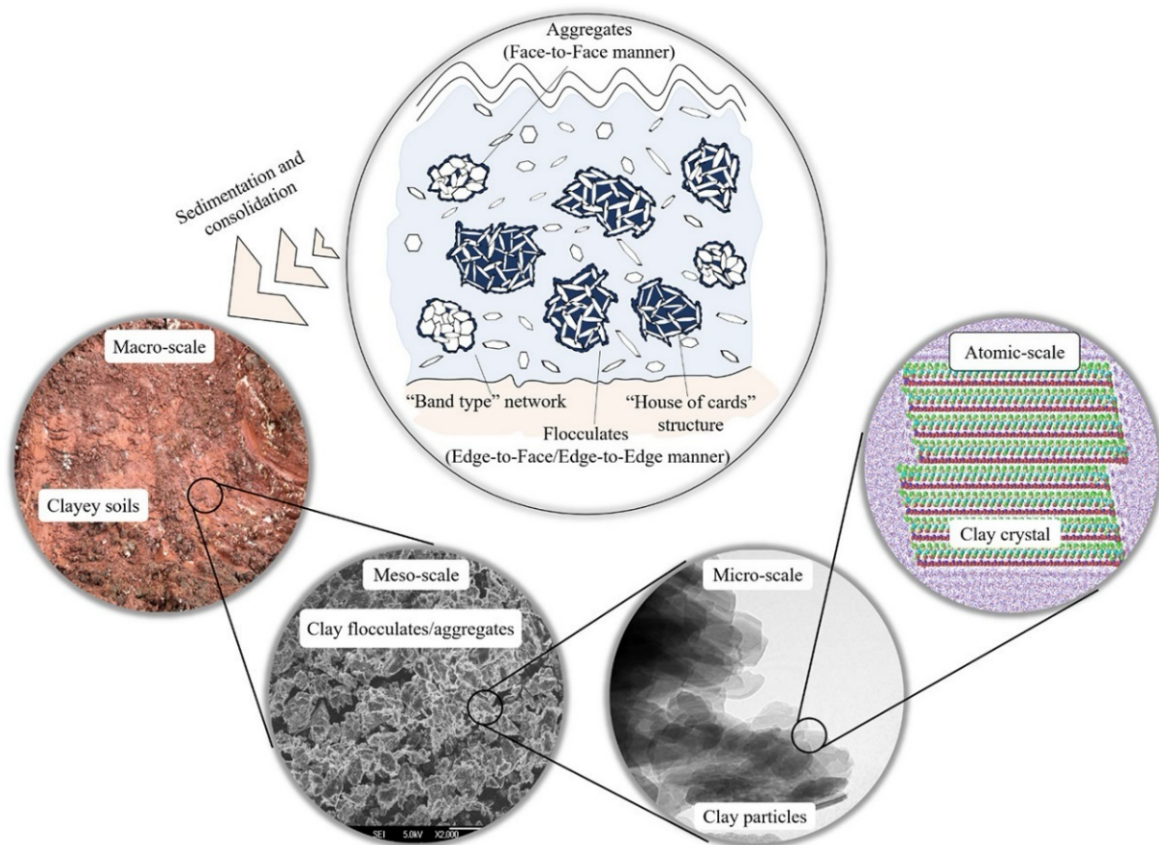 Aggregates
(Face-to-Face manner)
Sedimentation and
consolidation
“Band type” network
“House of cards”
structure
Flocculates
(Edge-to-Face/Edge-to-Edge manner)
Macro-scale
Clayey soils
Meso-scale
Clay flocculates/aggregates
SEI 5.0kV X2,000
Micro-scale
Clay particles
Atomic-scale
Clay crystal